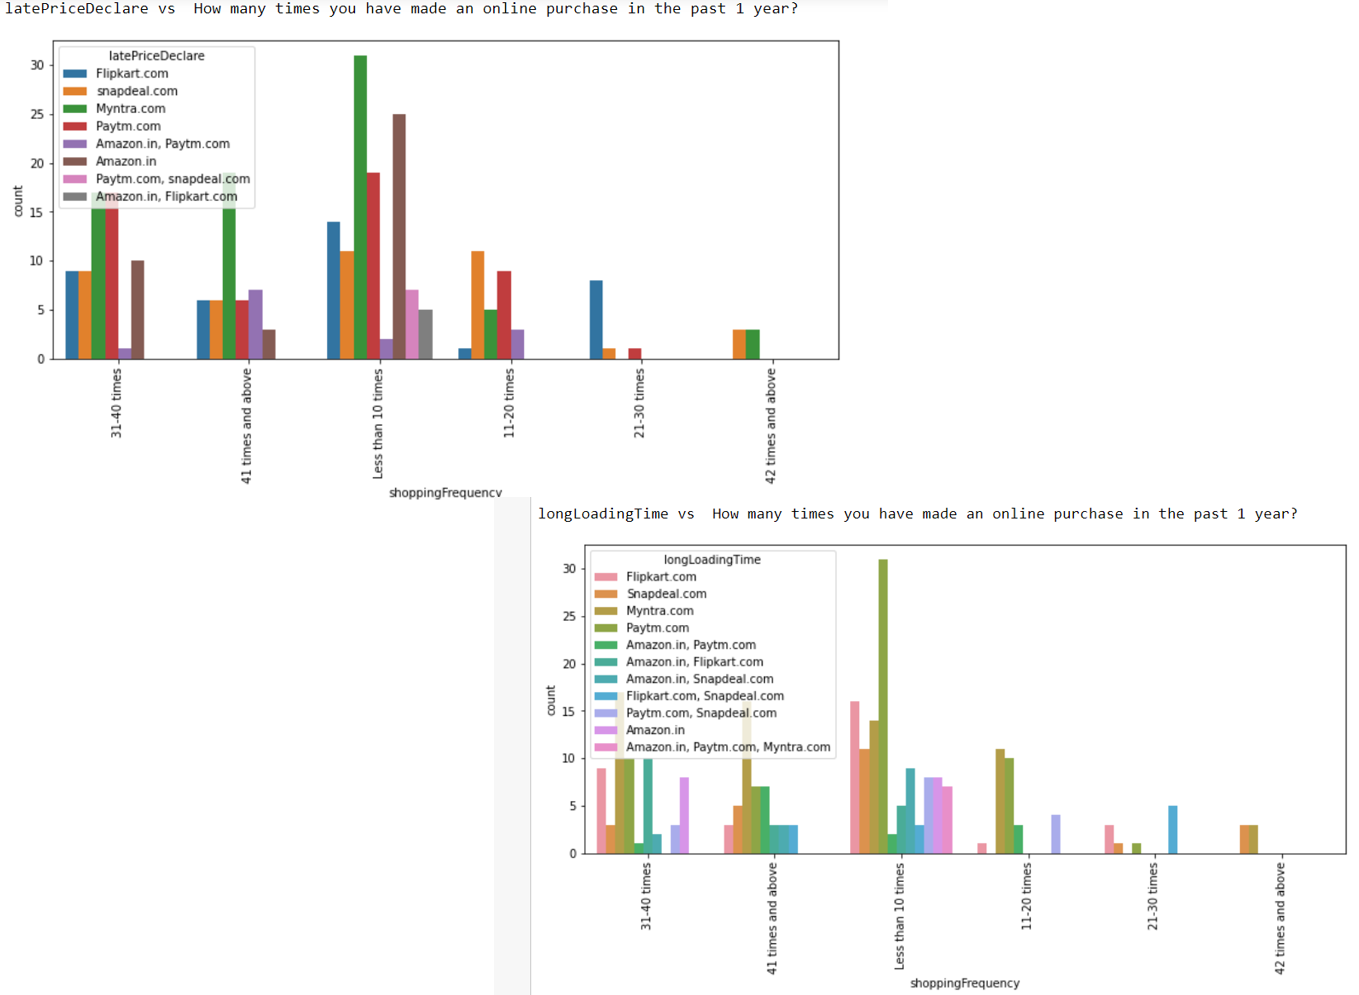 latePriceDeclare vs  How many times you have made an online purchase in the past 1 year?
latePriceDeclare
Flipkart.com
snapdeal.com
Myntra.com
Paytm.com
Amazon.in, Paytm.com
Amazon.in
Paytm.com, snapdeal.com
Amazon.in, Flipkart.com
30
25
20
15
10
5
0
count
31-40 times
41 times and above
Less than 10 times
11-20 times
21-30 times
42 times and above
shoppingFrequency
longLoadingTime vs  How many times you have made an online purchase in the past 1 year?
longLoadingTime
Flipkart.com
Snapdeal.com
Myntra.com
Paytm.com
Amazon.in, Paytm.com
Amazon.in, Flipkart.com
Amazon.in, Snapdeal.com
Flipkart.com, Snapdeal.com
Paytm.com, Snapdeal.com
Amazon.in
Amazon.in, Paytm.com, Myntra.com
30
25
20
15
10
5
0
count
31-40 times
41 times and above
Less than 10 times
11-20 times
21-30 times
42 times and above
shoppingFrequency